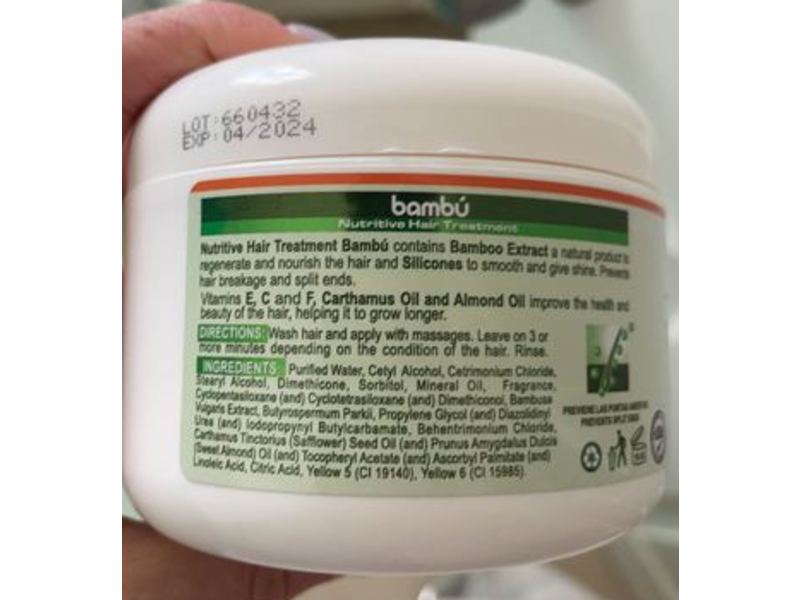 LOT: 660432
EXP: 04/2024
bambú
Nutritive Hair Treatment
Nutritive Hair Treatment Bambú contains Bamboo Extract a natural product to
regenerate and nourish the hair and Silicones to smooth and give shine. Prevents
hair breakage and split ends.
Vitamins E, C and F, Carthamus Oil and Almond Oil improve the health and
beauty of the hair, helping it to grow longer.
DIRECTIONS: Wash hair and apply with massages. Leave on 3 or
more minutes depending on the condition of the hair. Rinse.
INGREDIENTS Purified Water, Cetyl Alcohol, Cetrimonium Chloride,
Stearyl Alcohol, Dimethicone, Sorbitol, Mineral Oil, Fragrance,
Cyclopentasiloxane (and) Cyclotetrasiloxane (and) Dimethiconol, Bambusa
Vulgaris Extract, Butyrospermum Parkii, Propylene Glycol (and) Diazolidinyl
Urea (and) Iodopropynyl Butylcarbamate, Behentrimonium Chloride,
Carthamus Tinctorius (Safflower) Seed Oil (and) Prunus Amygdalus Dulcis
(Sweet Almond) Oil (and) Tocopheryl Acetate (and) Ascorbyl Palmitate (and)
Linoleic Acid, Citric Acid, Yellow 5 (CI 19140), Yellow 6 (CI 15985).
PREVIENE LAS PUNTAS ABIERTAS
PREVENTS SPLIT ENDS